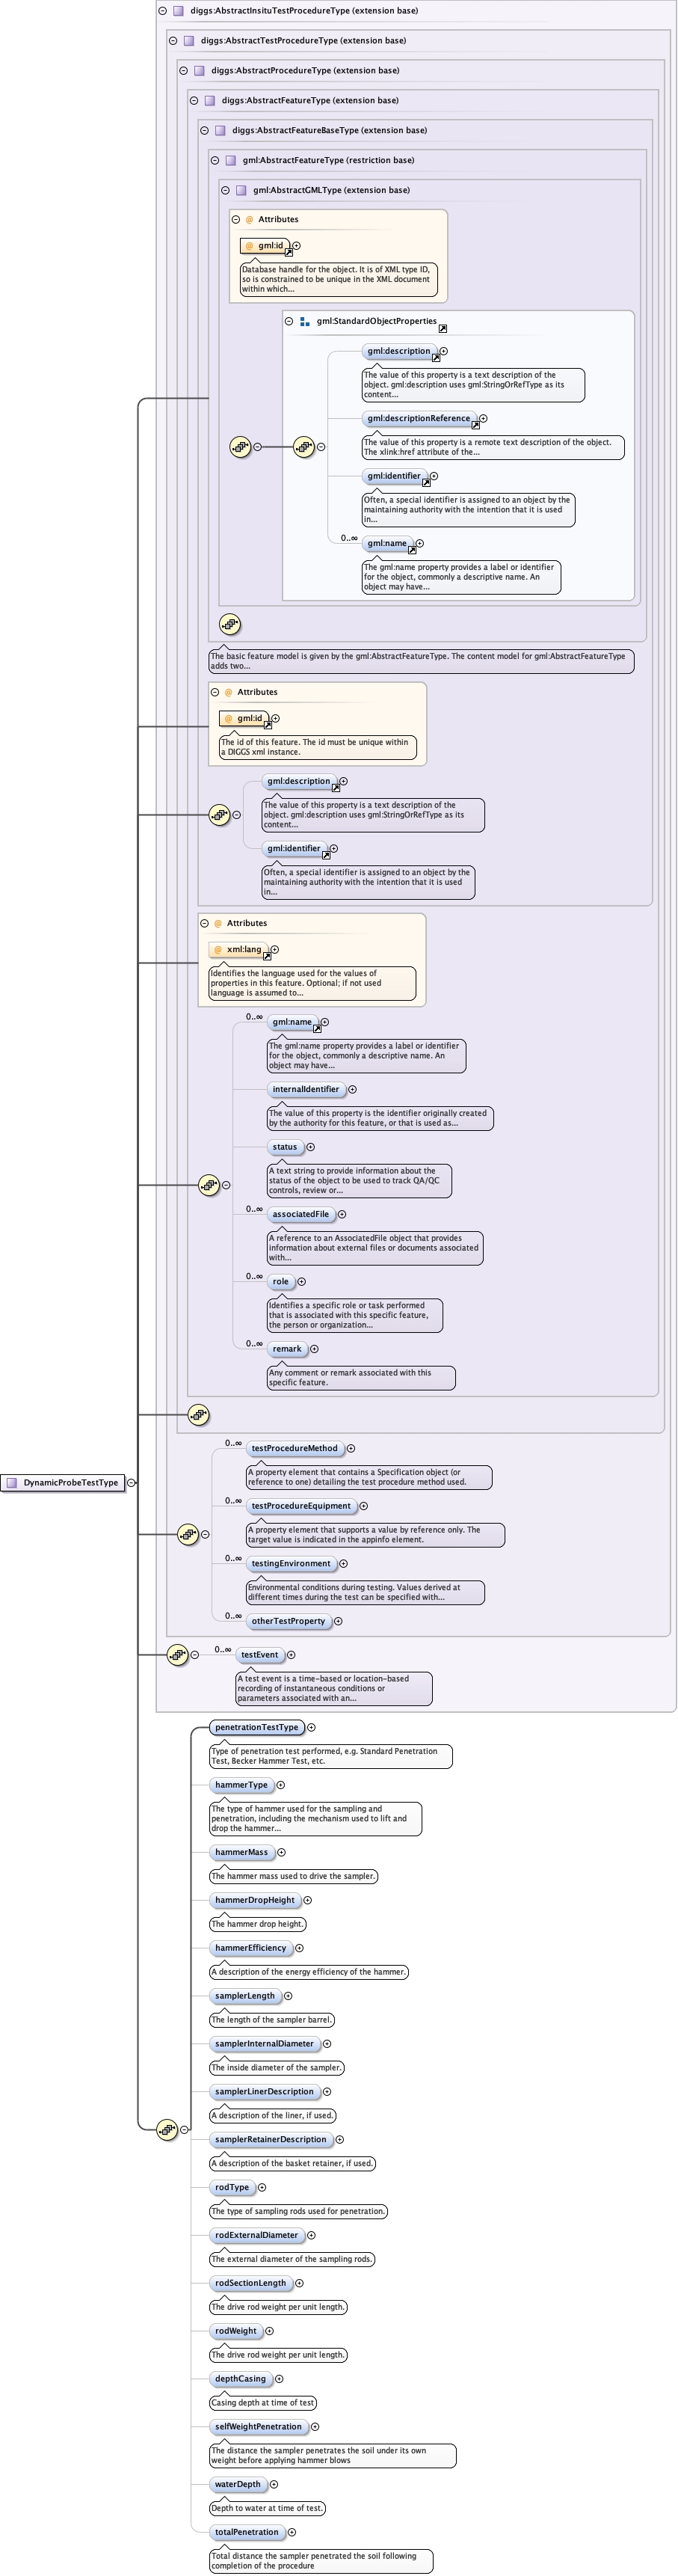 diggs:AbstractInsituTestProcedureType (extension base)
diggs:AbstractTestProcedureType (extension base)
diggs:AbstractProcedureType (extension base)
diggs:AbstractFeatureType (extension base)
diggs:AbstractFeatureBaseType (extension base)
gml:AbstractFeatureType (restriction base)
gml:AbstractGMLType (extension base)
@ Attributes
@ gml:id
Database handle for the object. It is of XML type ID,
so is constrained to be unique in the XML document
within which...
gml:StandardObjectProperties
gml:description
The value of this property is a text description of the
object. gml:description uses gml:StringOrRefType as its
content...
gml:descriptionReference
The value of this property is a remote text description of the object.
The xlink:href attribute of the...
gml:identifier
Often, a special identifier is assigned to an object by the
maintaining authority with the intention that it is used
in...
0..∞
gml:name
The gml:name property provides a label or identifier
for the object, commonly a descriptive name. An
object may have...
The basic feature model is given by the gml:AbstractFeatureType. The content model for gml:AbstractFeatureType
adds two...
@ Attributes
@ gml:id
The id of this feature. The id must be unique within
a DIGGS xml instance.
gml:description
The value of this property is a text description of the
object. gml:description uses gml:StringOrRefType as its
content...
gml:identifier
Often, a special identifier is assigned to an object by the
maintaining authority with the intention that it is used
in...
@ Attributes
@ xml:lang
Identifies the language used for the values of
properties in this feature. Optional; if not used
language is assumed to...
0..∞
gml:name
The gml:name property provides a label or identifier
for the object, commonly a descriptive name. An
object may have...
internalIdentifier
The value of this property is the identifier originally created
by the authority for this feature, or that is used as...
status
A text string to provide information about the
status of the object to be used to track QA/QC
controls, review or...
0..∞
associatedFile
A reference to an AssociatedFile object that provides
information about external files or documents associated
with...
0..∞
role
Identifies a specific role or task performed
that is associated with this specific feature,
the person or organization...
0..∞
remark
Any comment or remark associated with this
specific feature.
0..∞
testProcedureMethod
A property element that contains a Specification object (or
reference to one) detailing the test procedure method used.
DynamicProbeTestType
0..∞
testProcedureEquipment
A property element that supports a value by reference only. The
target value is indicated in the appinfo element.
0..∞
testingEnvironment
Environmental conditions during testing. Values derived at
different times during the test can be specified with...
0..∞
otherTestProperty
0..∞
testEvent
A test event is a time-based or location-based
recording of instantaneous conditions or
parameters associated with an...
penetrationTestType
Type of penetration test performed, e.g. Standard Penetration
Test, Becker Hammer Test, etc.
hammerType
The type of hammer used for the sampling and
penetration, including the mechanism used to lift and
drop the hammer...
hammerMass
The hammer mass used to drive the sampler.
hammerDropHeight
The hammer drop height.
hammerEfficiency
A description of the energy efficiency of the hammer.
samplerLength
The length of the sampler barrel.
samplerInternalDiameter
The inside diameter of the sampler.
samplerLinerDescription
A description of the liner, if used.
samplerRetainerDescription
A description of the basket retainer, if used.
rodType
The type of sampling rods used for penetration.
rodExternalDiameter
The external diameter of the sampling rods.
rodSectionLength
The drive rod weight per unit length.
rodWeight
The drive rod weight per unit length.
depthCasing
Casing depth at time of test
selfWeightPenetration
The distance the sampler penetrates the soil under its own
weight before applying hammer blows
waterDepth
Depth to water at time of test.
totalPenetration
Total distance the sampler penetrated the soil following
completion of the procedure